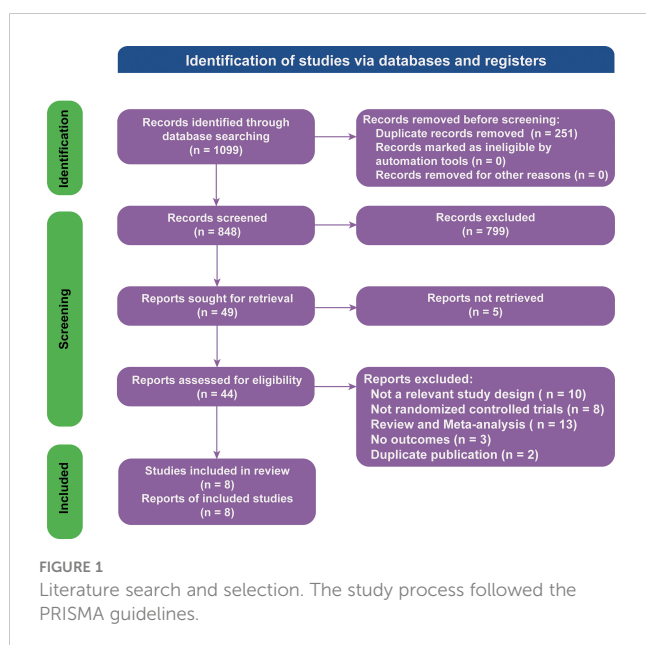 Identification of studies via databases and registers
Identification
Records identified through
database searching
(n = 1099)
Records removed before screening:
Duplicate records removed (n = 251)
Records marked as ineligible by
automation tools (n = 0)
Records removed for other reasons (n = 0)
Screening
Records screened
(n = 848)
Records excluded
(n = 799)
Reports sought for retrieval
(n = 49)
Reports not retrieved
(n = 5)
Reports assessed for eligibility
(n = 44)
Reports excluded:
Not a relevant study design ( n = 10)
Not randomized controlled trials (n = 8)
Review and Meta-analysis ( n = 13)
No outcomes (n = 3)
Duplicate publication (n = 2)
Included
Studies included in review
(n = 8)
Reports of included studies
(n = 8)
FIGURE 1
Literature search and selection. The study process followed the
PRISMA guidelines.